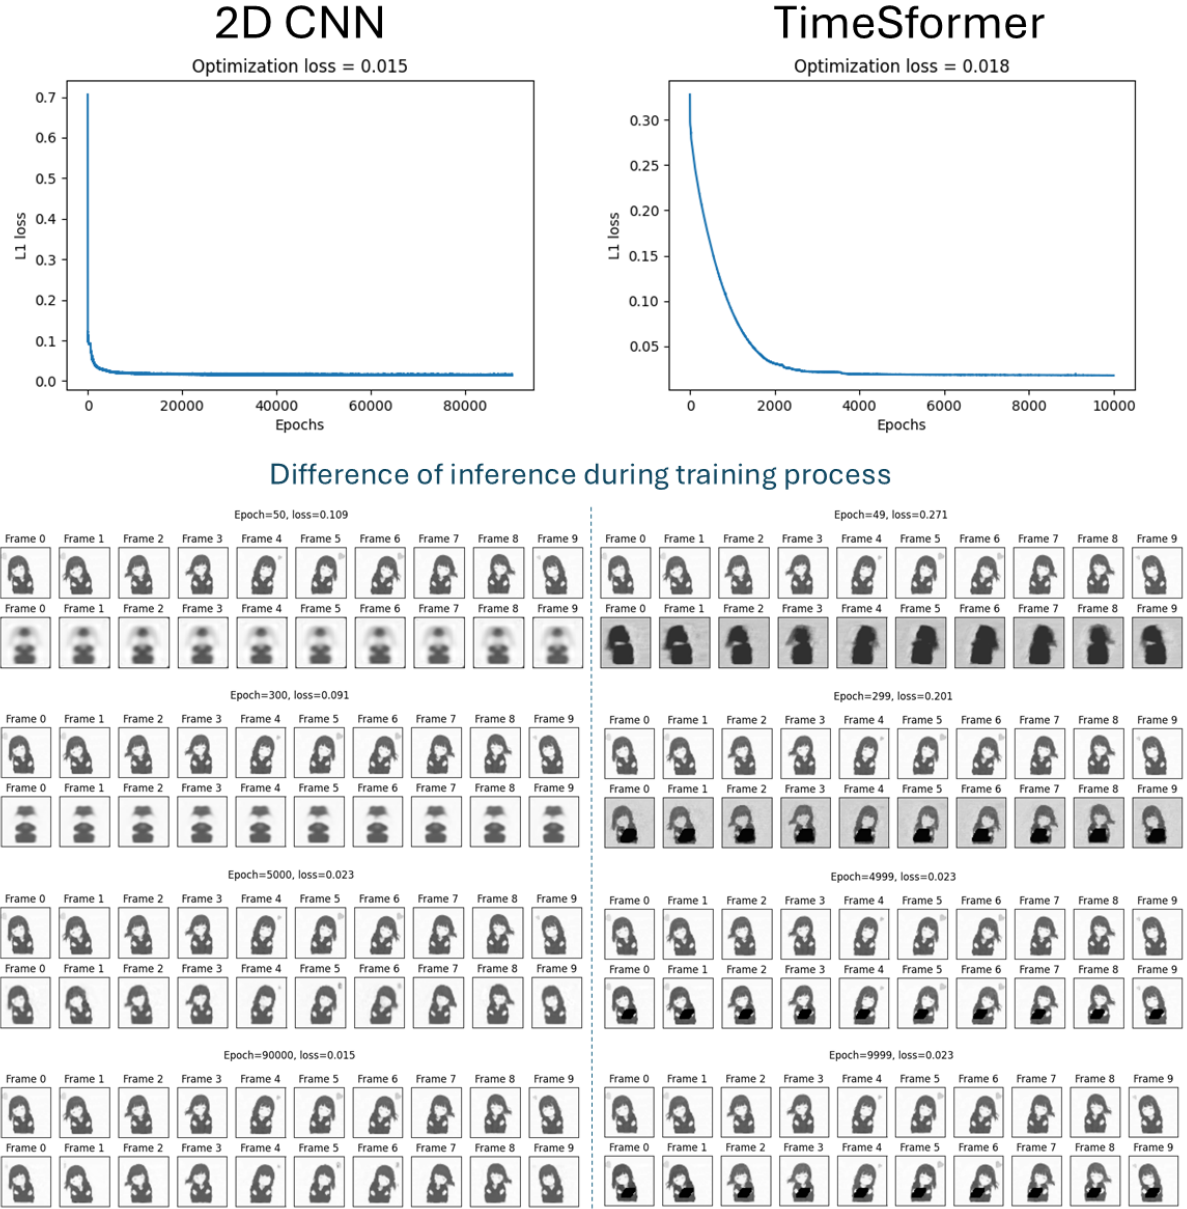 2D CNN
Optimization loss = 0.015
0.7
0.6
0.5
0.4
0.3
0.2
0.1
0.0
L1 loss
0 20000 40000 60000 80000
Epochs
TimeSformer
Optimization loss = 0.018
0.30
0.25
0.20
0.15
0.10
0.05
L1 loss
0 2000 4000 6000 8000 10000
Epochs
Difference of inference during training process
Epoch=50, loss=0.109
Frame 0 Frame 1 Frame 2 Frame 3 Frame 4 Frame 5 Frame 6 Frame 7 Frame 8 Frame 9
Frame 0 Frame 1 Frame 2 Frame 3 Frame 4 Frame 5 Frame 6 Frame 7 Frame 8 Frame 9
Epoch=300, loss=0.091
Frame 0 Frame 1 Frame 2 Frame 3 Frame 4 Frame 5 Frame 6 Frame 7 Frame 8 Frame 9
Frame 0 Frame 1 Frame 2 Frame 3 Frame 4 Frame 5 Frame 6 Frame 7 Frame 8 Frame 9
Epoch=5000, loss=0.023
Frame 0 Frame 1 Frame 2 Frame 3 Frame 4 Frame 5 Frame 6 Frame 7 Frame 8 Frame 9
Frame 0 Frame 1 Frame 2 Frame 3 Frame 4 Frame 5 Frame 6 Frame 7 Frame 8 Frame 9
Epoch=90000, loss=0.015
Frame 0 Frame 1 Frame 2 Frame 3 Frame 4 Frame 5 Frame 6 Frame 7 Frame 8 Frame 9
Frame 0 Frame 1 Frame 2 Frame 3 Frame 4 Frame 5 Frame 6 Frame 7 Frame 8 Frame 9
Epoch=49, loss=0.271
Frame 0 Frame 1 Frame 2 Frame 3 Frame 4 Frame 5 Frame 6 Frame 7 Frame 8 Frame 9
Frame 0 Frame 1 Frame 2 Frame 3 Frame 4 Frame 5 Frame 6 Frame 7 Frame 8 Frame 9
Epoch=299, loss=0.201
Frame 0 Frame 1 Frame 2 Frame 3 Frame 4 Frame 5 Frame 6 Frame 7 Frame 8 Frame 9
Frame 0 Frame 1 Frame 2 Frame 3 Frame 4 Frame 5 Frame 6 Frame 7 Frame 8 Frame 9
Epoch=4999, loss=0.023
Frame 0 Frame 1 Frame 2 Frame 3 Frame 4 Frame 5 Frame 6 Frame 7 Frame 8 Frame 9
Frame 0 Frame 1 Frame 2 Frame 3 Frame 4 Frame 5 Frame 6 Frame 7 Frame 8 Frame 9
Epoch=9999, loss=0.023
Frame 0 Frame 1 Frame 2 Frame 3 Frame 4 Frame 5 Frame 6 Frame 7 Frame 8 Frame 9
Frame 0 Frame 1 Frame 2 Frame 3 Frame 4 Frame 5 Frame 6 Frame 7 Frame 8 Frame 9